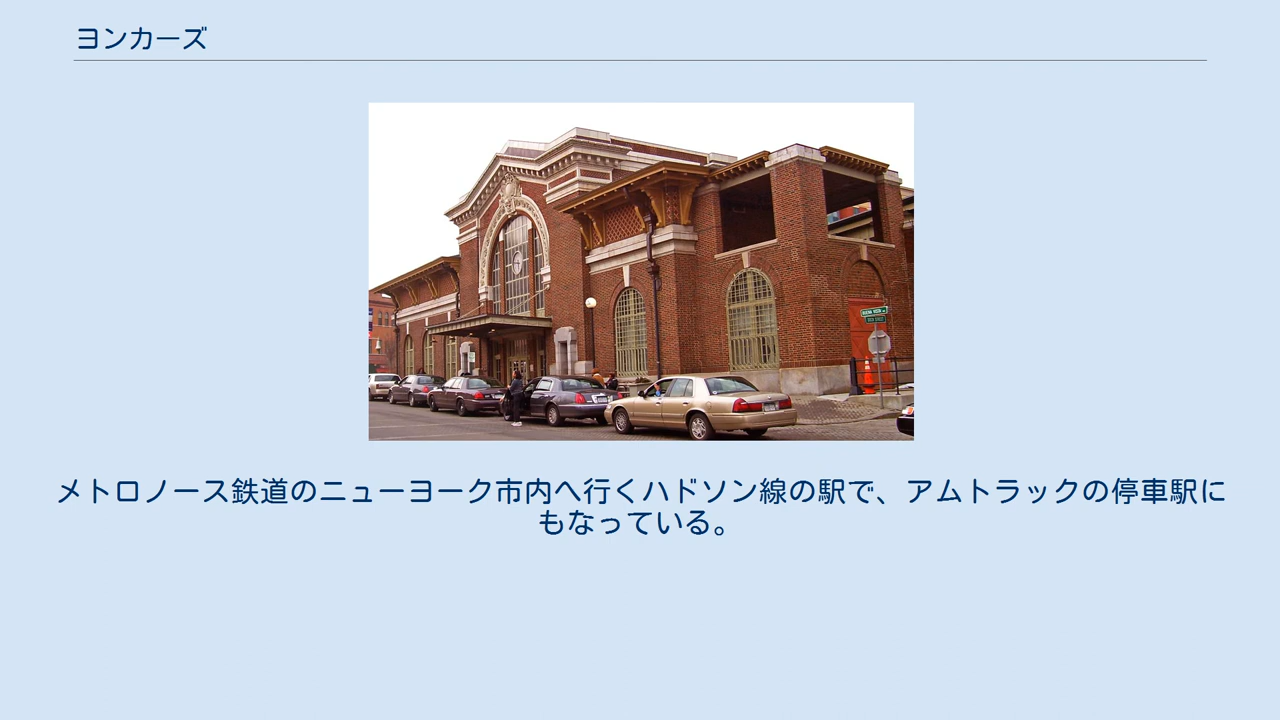 ヨンカーズ
メトロノース鉄道のニューヨーク市内へ行くハドソン線の駅で、アムトラックの停車駅に
もなっている。